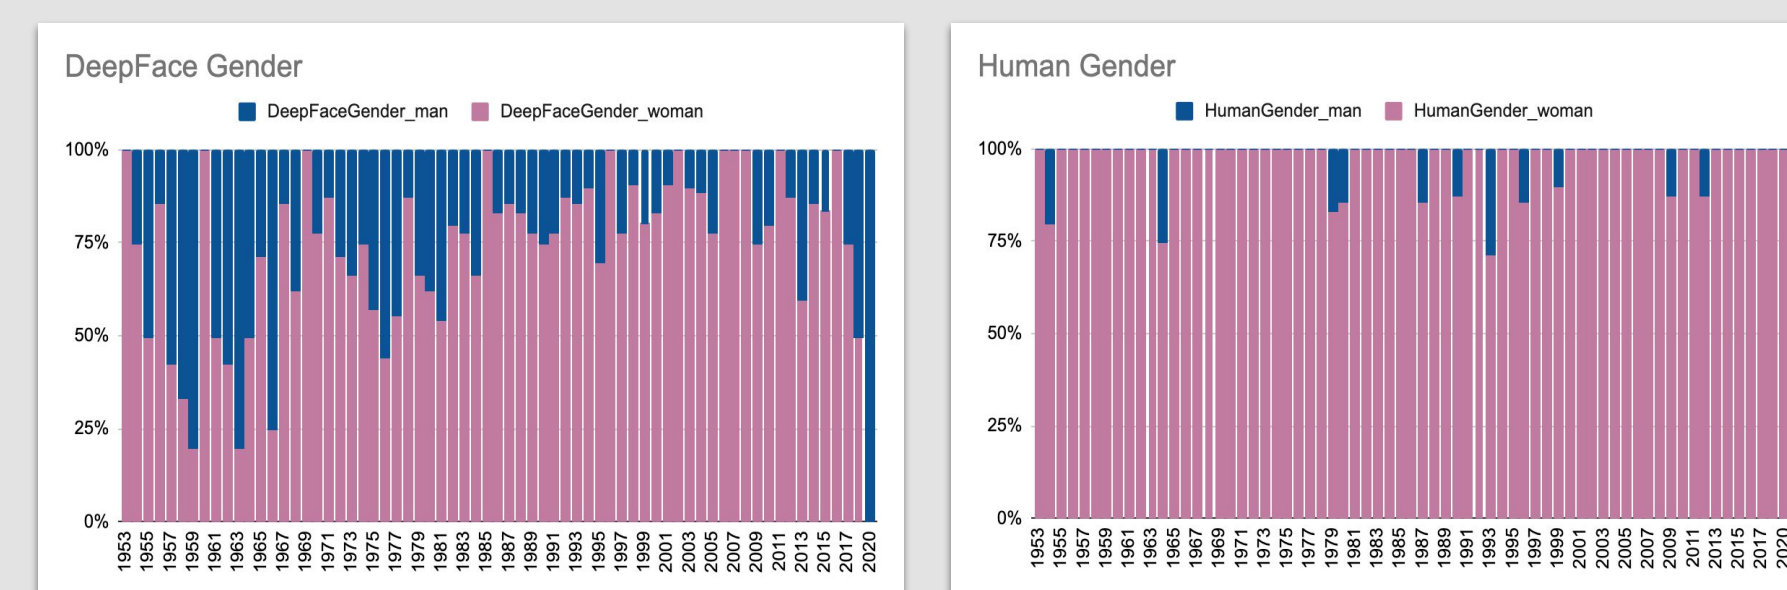 DeepFace Gender
DeepFaceGender_man DeepFaceGender_woman
100%
75%
50%
25%
0%
1953 1955 1957 1959 1961 1963 1965 1967 1969 1971 1973 1975 1977 1979 1981 1983 1985 1987 1989 1991 1993 1995 1997 1999 2001 2003 2005 2007 2009 2011 2013 2015 2017 2020
Human Gender
HumanGender_man HumanGender_woman
100%
75%
50%
25%
0%
1953 1955 1957 1959 1961 1963 1965 1967 1969 1971 1973 1975 1977 1979 1981 1983 1985 1987 1989 1991 1993 1995 1997 1999 2001 2003 2005 2007 2009 2011 2013 2015 2017 2020